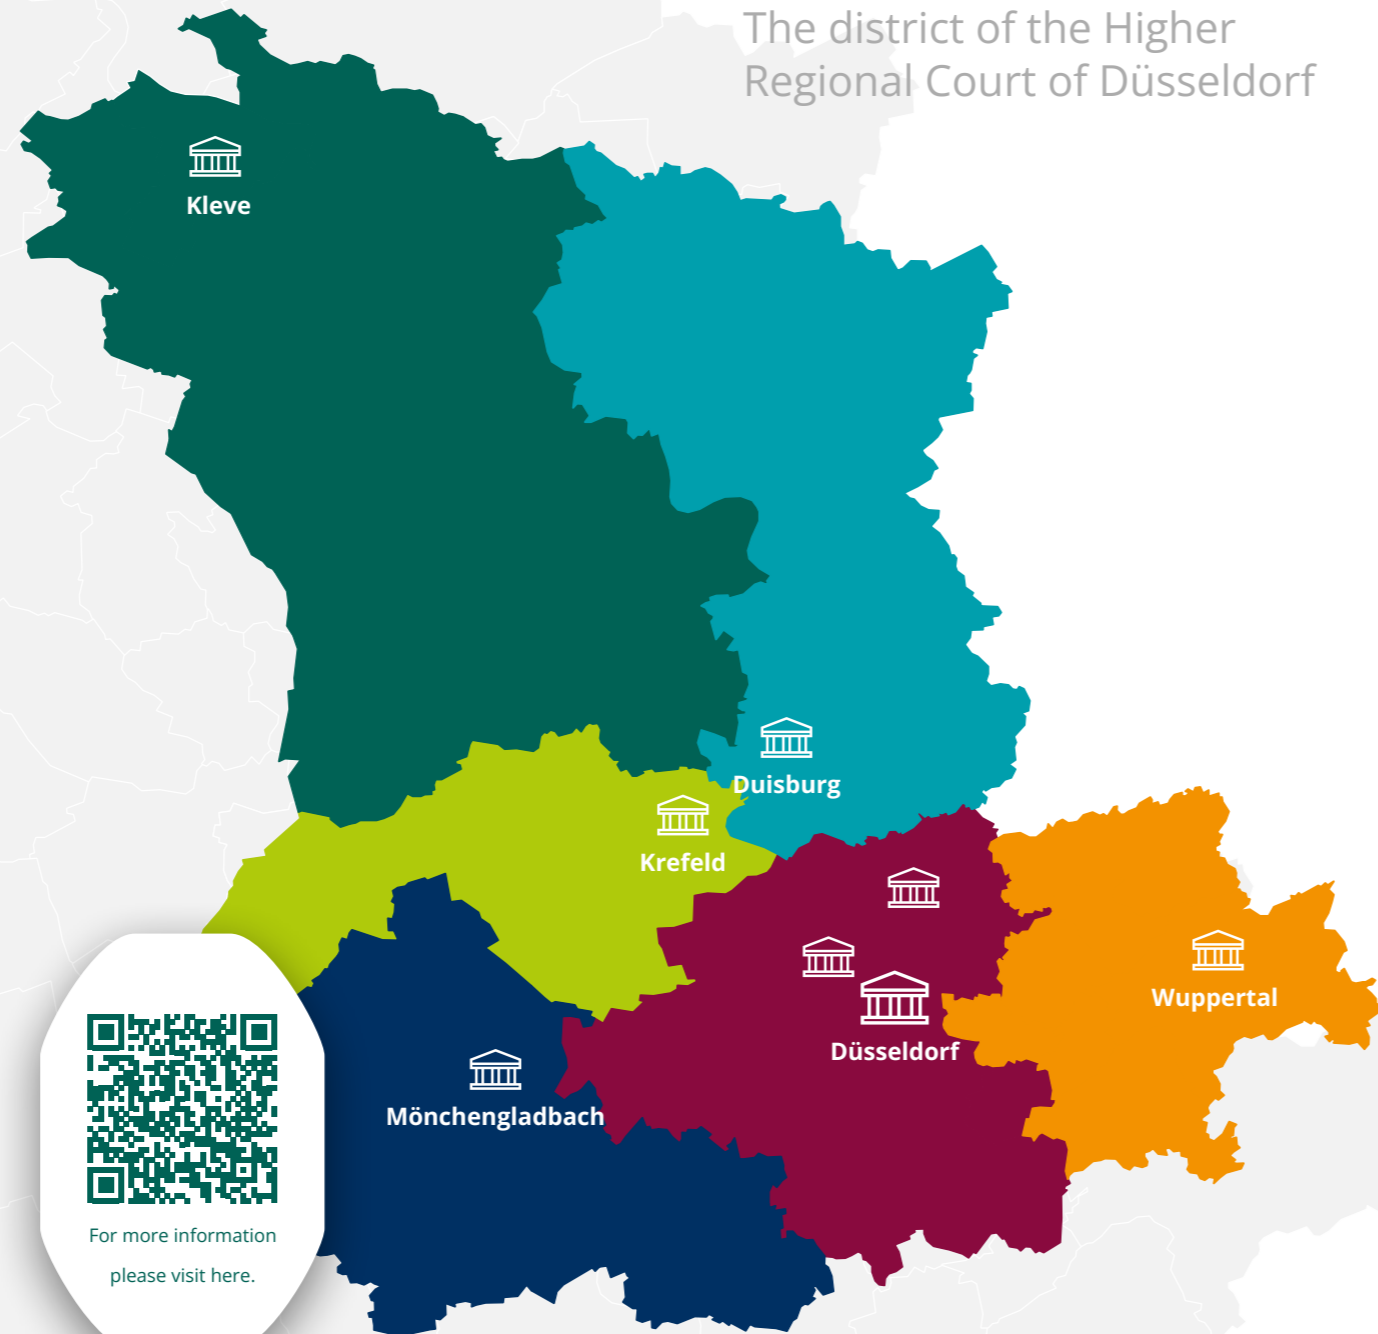 The district of the Higher
Regional Court of Düsseldorf
Kleve
Duisburg
Krefeld
Wuppertal
Düsseldorf
Mönchengladbach
For more information
please visit here.